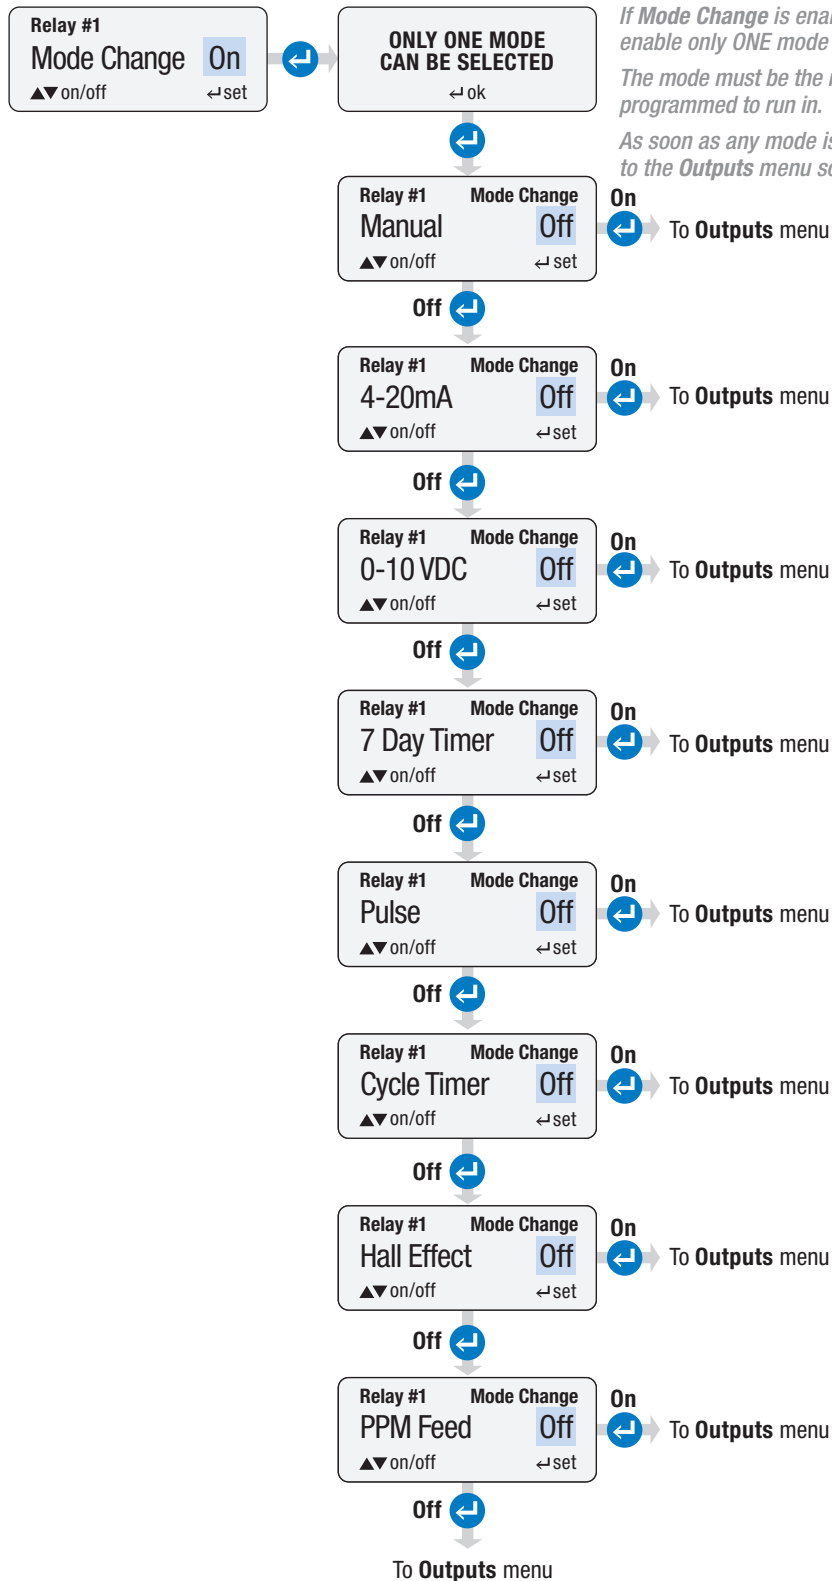 Relay #1
Mode Change On
▲▼ on/off ↵ set
ONLY ONE MODE
CAN BE SELECTED
↵ ok
If Mode Change is
enable only ONE mode
The mode must be the
programmed to run in.
As soon as any mode
to the Outputs menu
Relay #1 Mode Change
Manual Off
▲▼ on/off ↵ set
On
To Outputs menu
Off
Relay #1 Mode Change
4-20mA Off
▲▼ on/off ↵ set
On
To Outputs menu
Off
Relay #1 Mode Change
0-10 VDC Off
▲▼ on/off ↵ set
On
To Outputs menu
Off
Relay #1 Mode Change
7 Day Timer Off
▲▼ on/off ↵ set
On
To Outputs menu
Off
Relay #1 Mode Change
Pulse Off
▲▼ on/off ↵ set
On
To Outputs menu
Off
Relay #1 Mode Change
Cycle Timer Off
▲▼ on/off ↵ set
On
To Outputs menu
Off
Relay #1 Mode Change
Hall Effect Off
▲▼ on/off ↵ set
On
To Outputs menu
Off
Relay #1 Mode Change
PPM Feed Off
▲▼ on/off ↵ set
On
To Outputs menu
Off
To Outputs menu